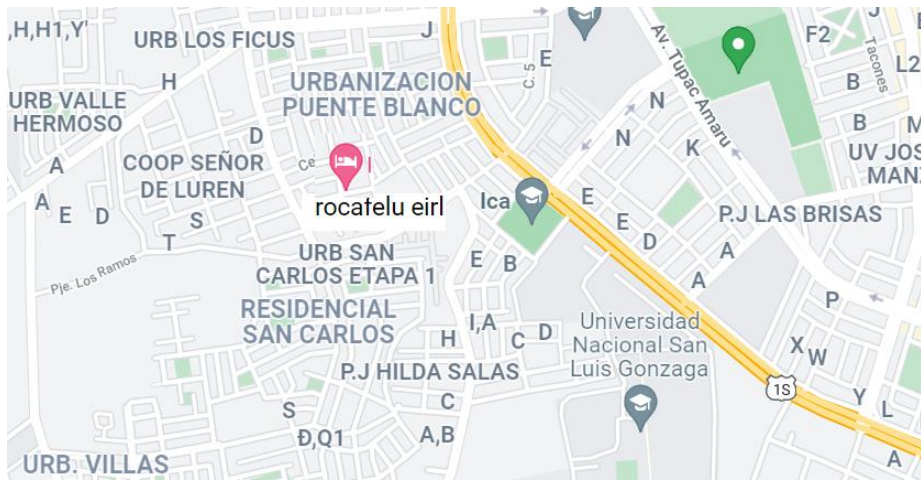 ,H,H1,Y'
URB LOS FICUS
J
E
C. 5
Av. Tupac Amaru
F2
J
Tacones
L2
H
URBANIZACION
PUENTE BLANCO
URB VALLE
HERMOSO
D
N
N
K
B
B
M
A
COOP SEÑOR
DE LUREN
Ce
I
UV JOS
MANZ
A
E
D
S
rocafelu eirl
Ica
E
E
D
P.J LAS BRISAS
T
Pje. Los Ramos
URB SAN
CARLOS ETAPA 1
E
B
A
A
RESIDENCIAL
SAN CARLOS
I,A
H
C
D
Universidad
Nacional San
Luis Gonzaga
P
X
W
P.J HILDA SALAS
1S
S
C
Y
L
Đ,Q1
A,B
A
URB. VILLAS